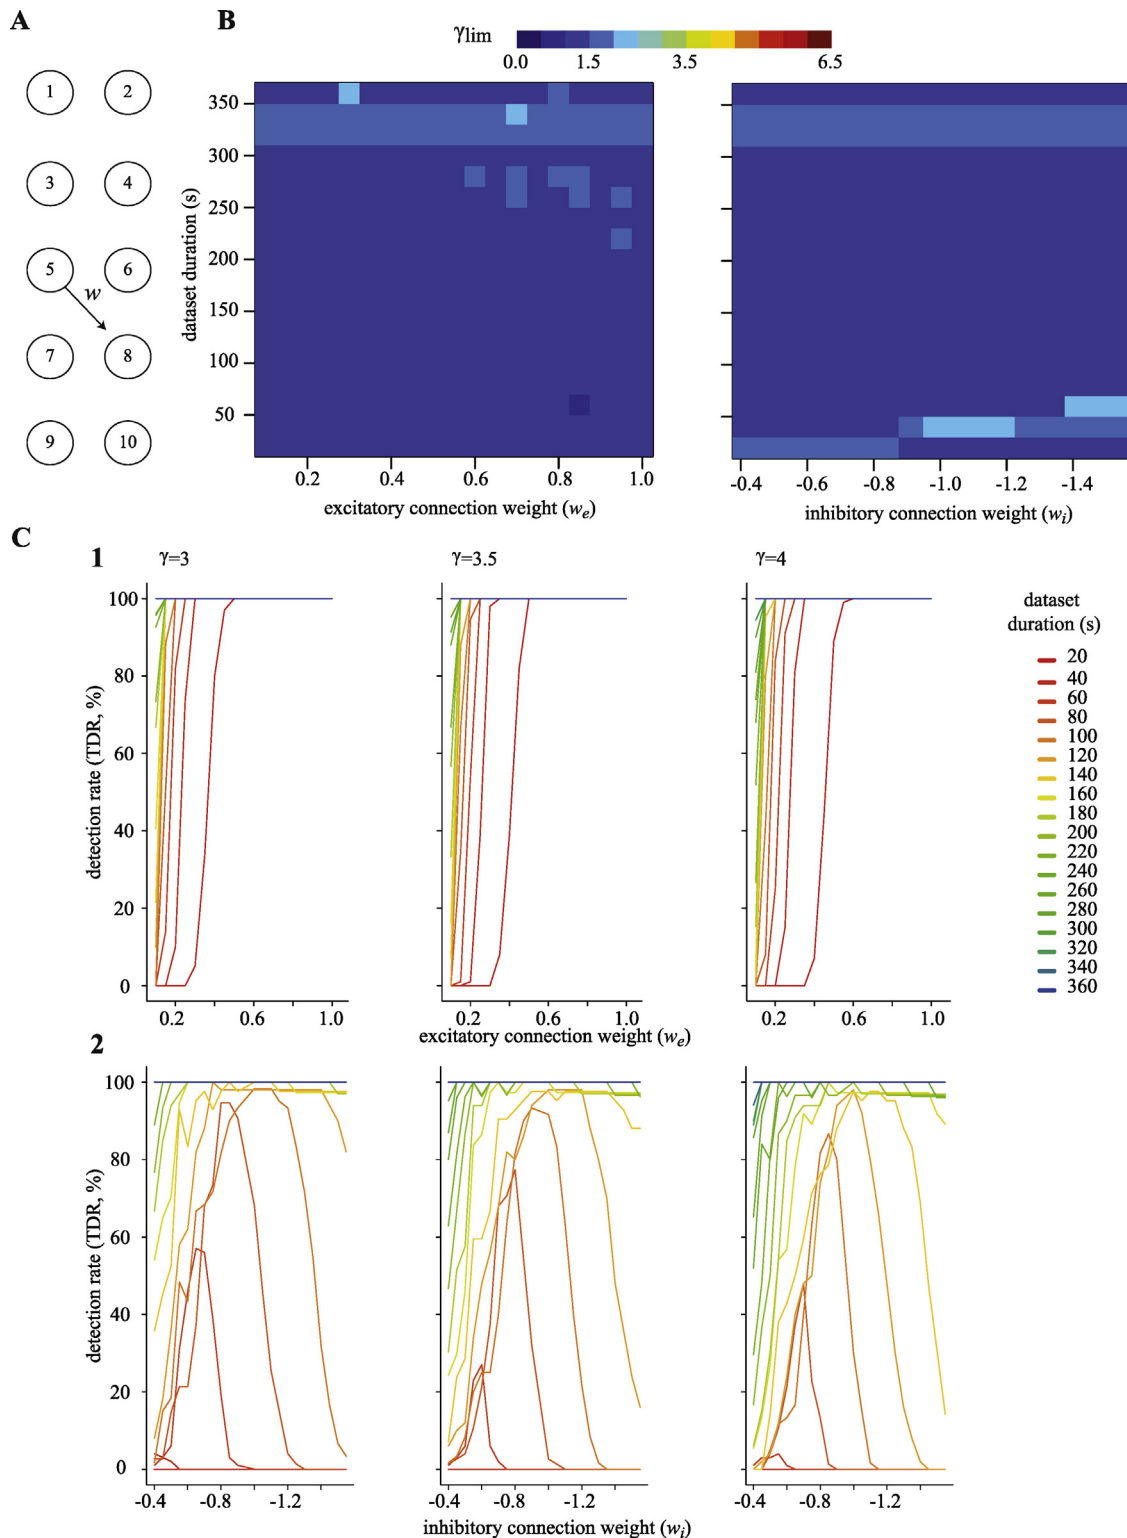 A
B
γlim
0.0 1.5 3.5 6.5
1 2
3 4
5 6
w
7 8
9 10
dataset duration (s)
350
300
250
200
150
100
50
0.2 0.4 0.6 0.8 1.0
excitatory connection weight (we)
-0.4 -0.6 -0.8 -1.0 -1.2 -1.4
inhibitory connection weight (wi)
C
1
γ=3 γ=3.5 γ=4
detection rate (TDR, %)
100
80
60
40
20
0
0.2 0.6 1.0
0.2 0.6 1.0
0.2 0.6 1.0
excitatory connection weight (we)
dataset
duration (s)
20
40
60
80
100
120
140
160
180
200
220
240
260
280
300
320
340
360
2
detection rate (TDR, %)
100
80
60
40
20
0
-0.4 -0.8 -1.2
-0.4 -0.8 -1.2
-0.4 -0.8 -1.2
inhibitory connection weight (wi)